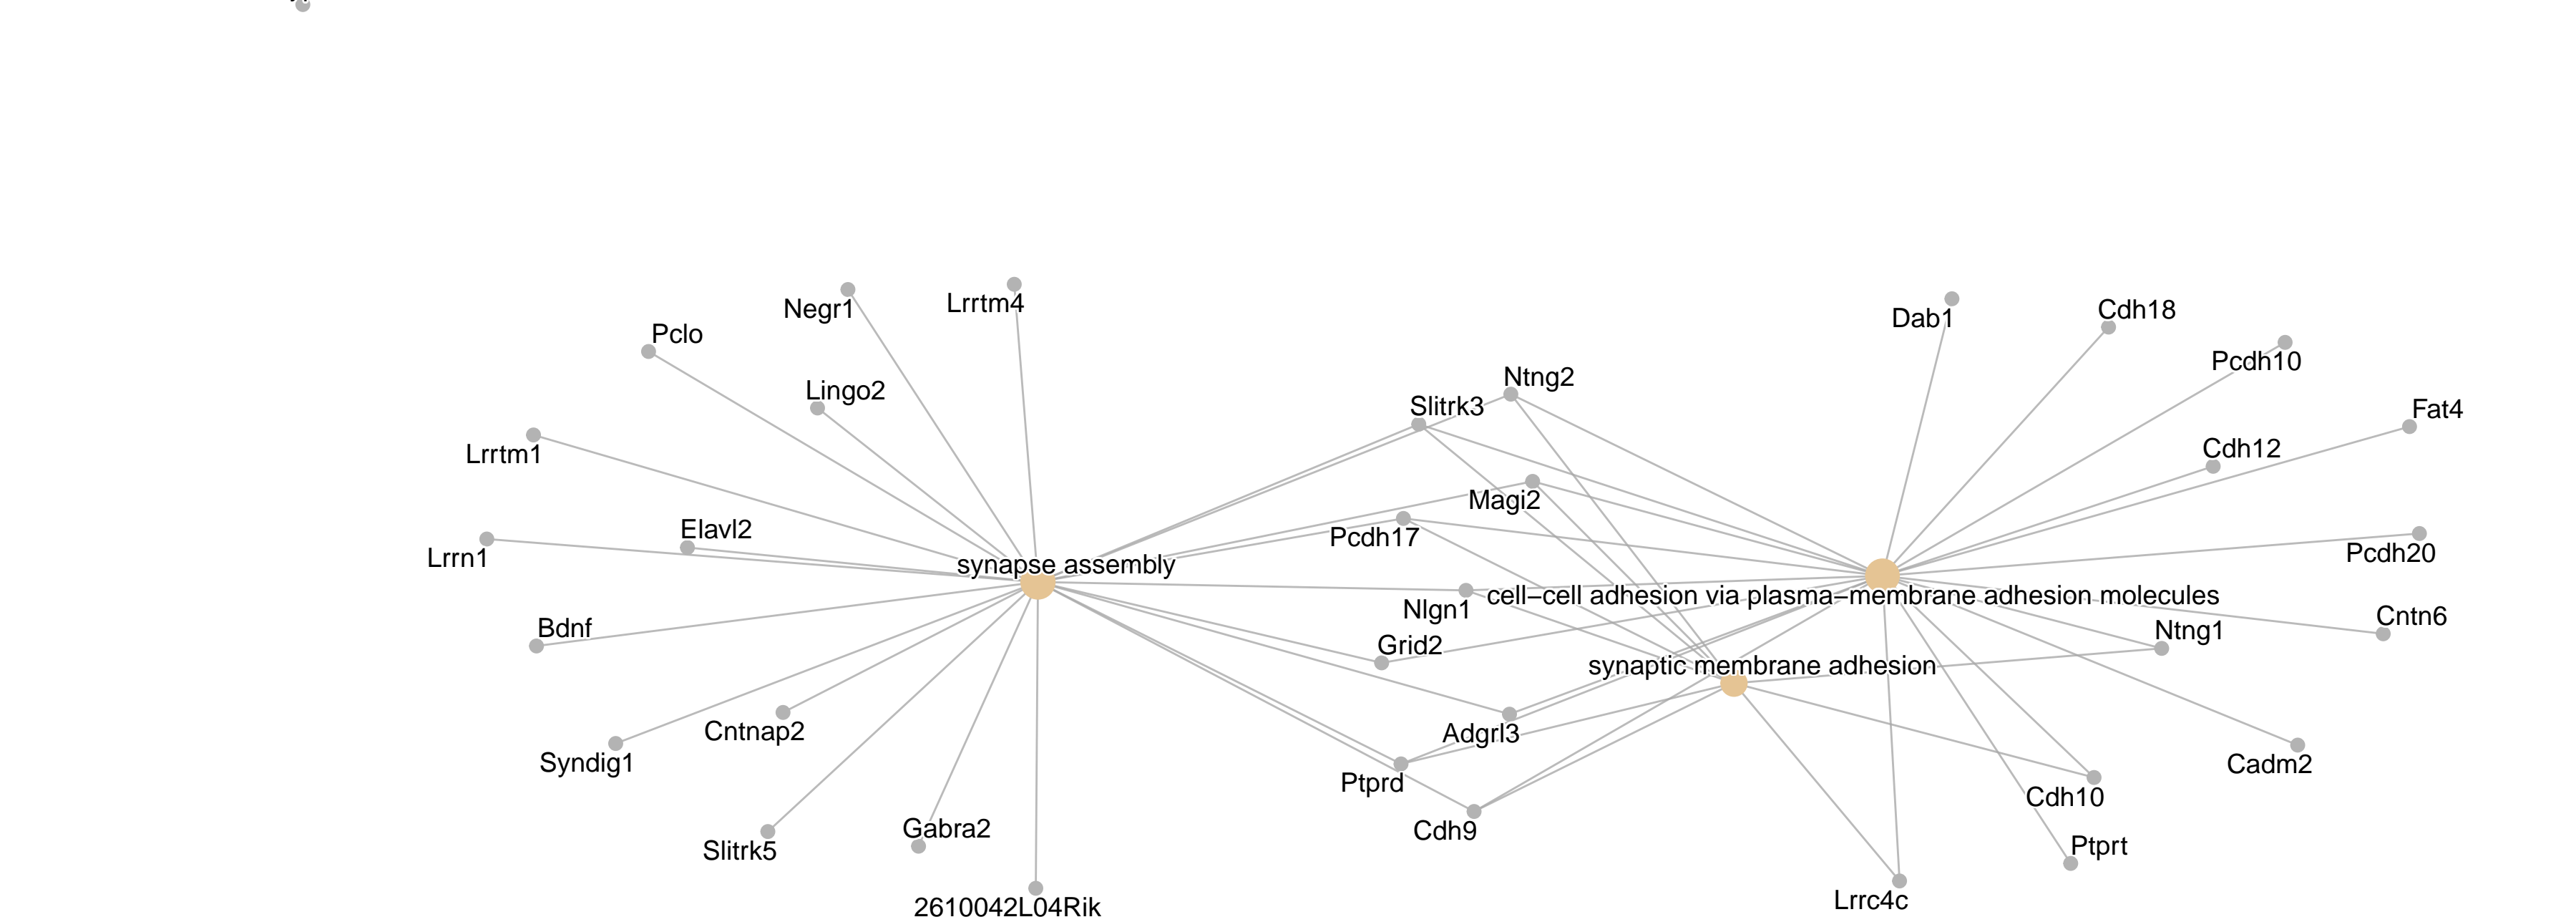 Negr1
Lrrtm4
Dab1
Cdh18
Pclo
Pcdh10
Ntng2
Lingo2
Slitrk3
Fat4
Lrrtm1
Cdh12
Magi2
Elavl2
Pcdh17
Lrrn1
Pcdh20
synapse assembly
cell−cell adhesion via plasma−membrane adhesion molecules
Nlgn1
Cntn6
Bdnf
Ntng1
Grid2
synaptic membrane adhesion
Cntnap2
Adgrl3
Syndig1
Cadm2
Ptprd
Cdh10
Gabra2
Cdh9
Slitrk5
Ptprt
Lrrc4c
2610042L04Rik